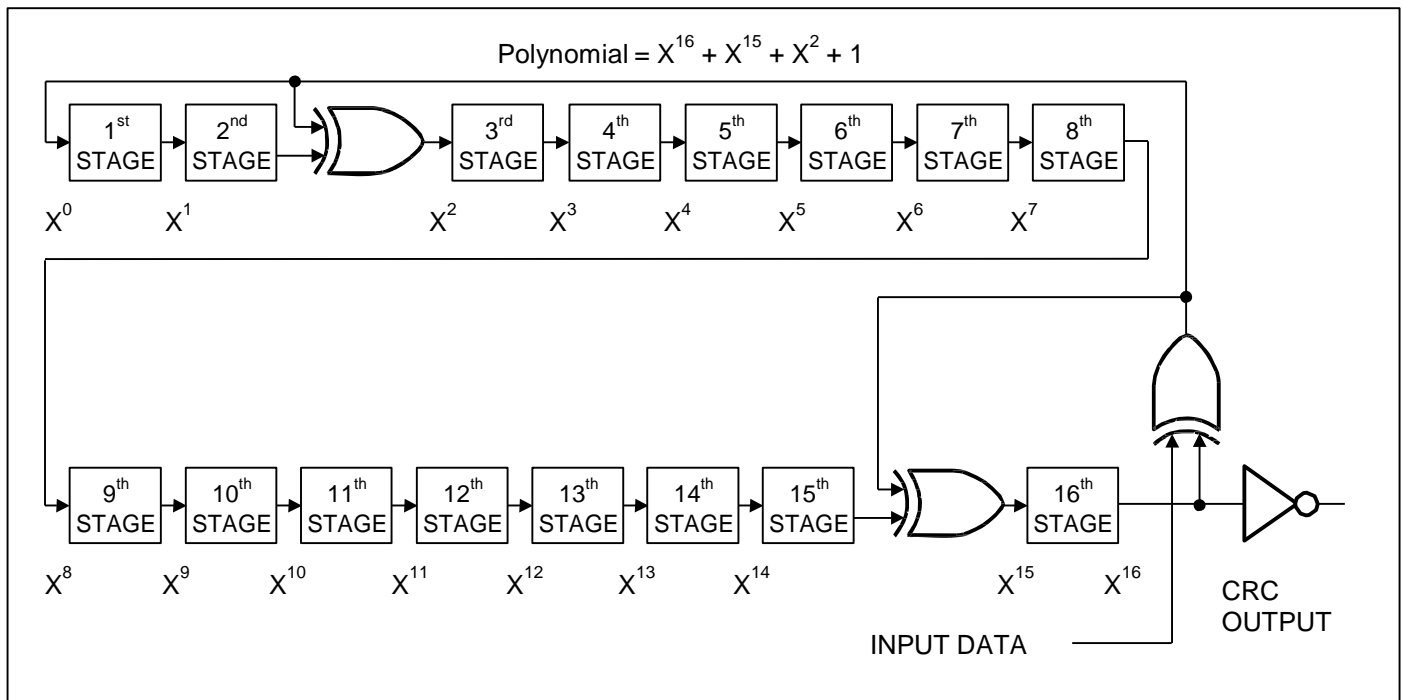 Polynomial = X^16 + X^15 + X^2 + 1
1st STAGE
2nd STAGE
3rd STAGE
4th STAGE
5th STAGE
6th STAGE
7th STAGE
8th STAGE
X^0 X^1 X^2 X^3 X^4 X^5 X^6 X^7
9th STAGE
10th STAGE
11th STAGE
12th STAGE
13th STAGE
14th STAGE
15th STAGE
16th STAGE
X^8 X^9 X^10 X^11 X^12 X^13 X^14 X^15 X^16
CRC
OUTPUT
INPUT DATA